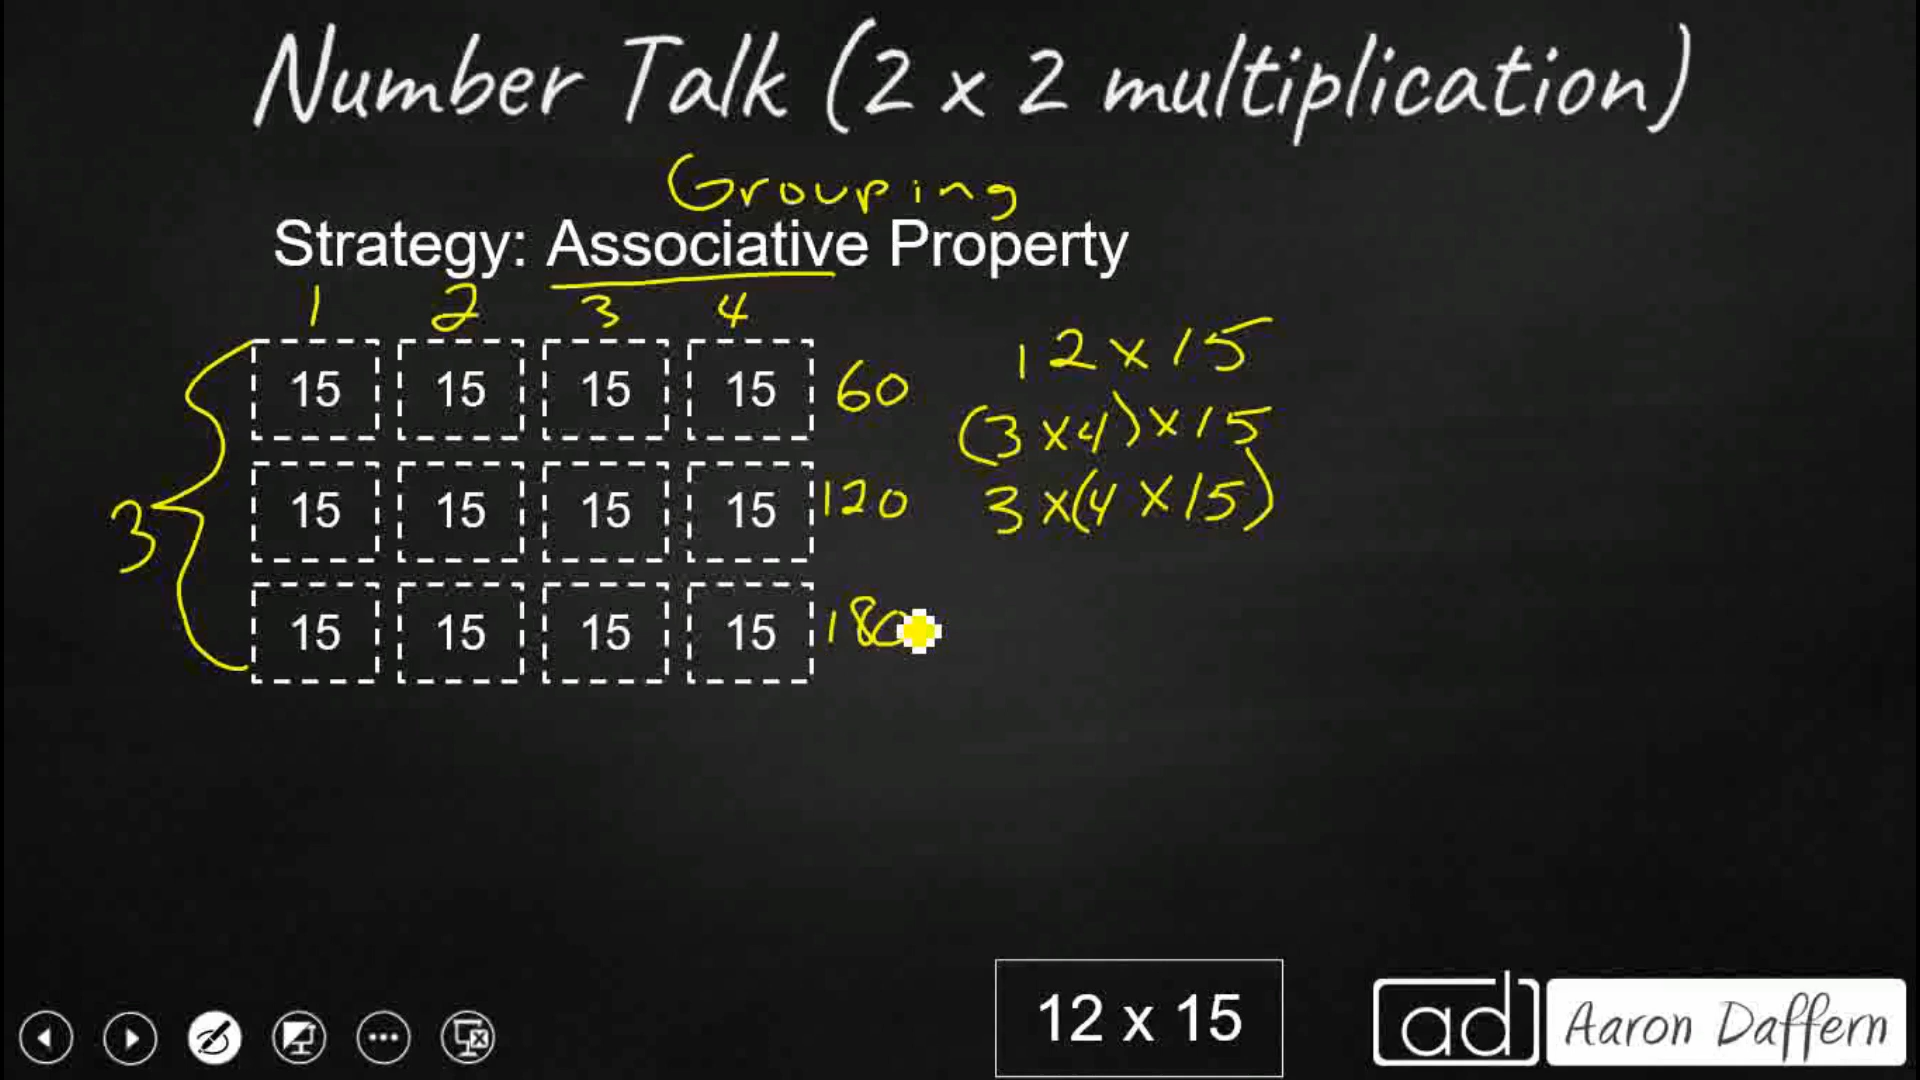 Number Talk (2 x 2 multiplication)
Grouping
Strategy: Associative Property
1 2 3 4
15 15 15 15 60
12 x 15
(3 x 4) x 15
3
15 15 15 15 120
3 x (4 x 15)
15 15 15 15 180
12 x 15
ad Aaron Daffern